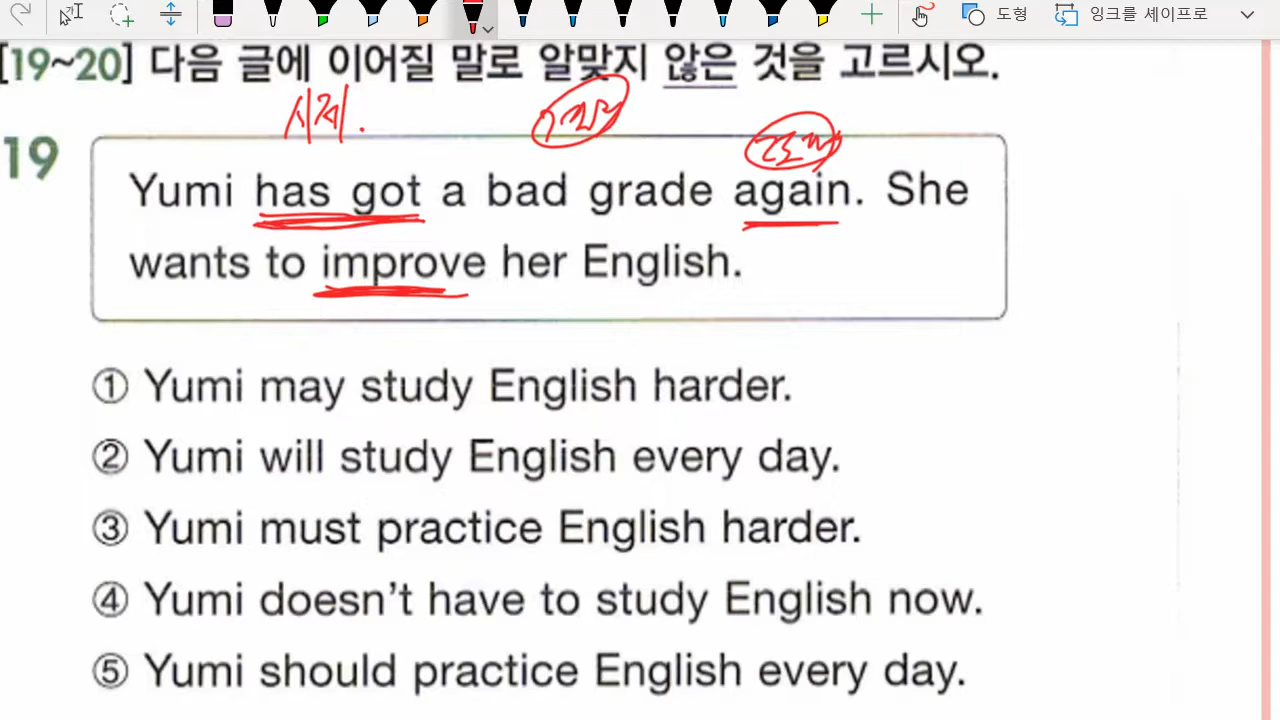 도형
잉크를 셰이프로
[19~20] 다음 글에 이어질 말로 알맞지 않은 것을 고르시오.
시제.
19
Yumi has got a bad grade again. She
wants to improve her English.
① Yumi may study English harder.
② Yumi will study English every day.
③ Yumi must practice English harder.
④ Yumi doesn't have to study English now.
⑤ Yumi should practice English every day.